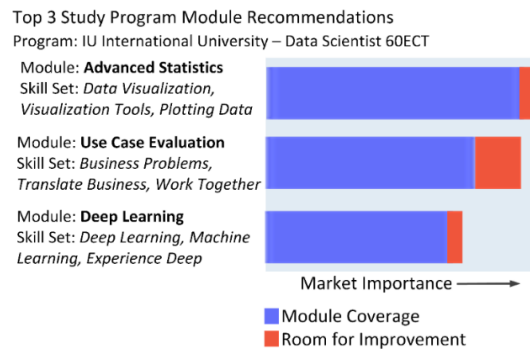 Top 3 Study Program Module Recommendations
Program: IU International University – Data Scientist 60ECT
Module: Advanced Statistics
Skill Set: Data Visualization,
Visualization Tools, Plotting Data
Module: Use Case Evaluation
Skill Set: Business Problems,
Translate Business, Work Together
Module: Deep Learning
Skill Set: Deep Learning, Machine
Learning, Experience Deep
Market Importance
Module Coverage
Room for Improvement